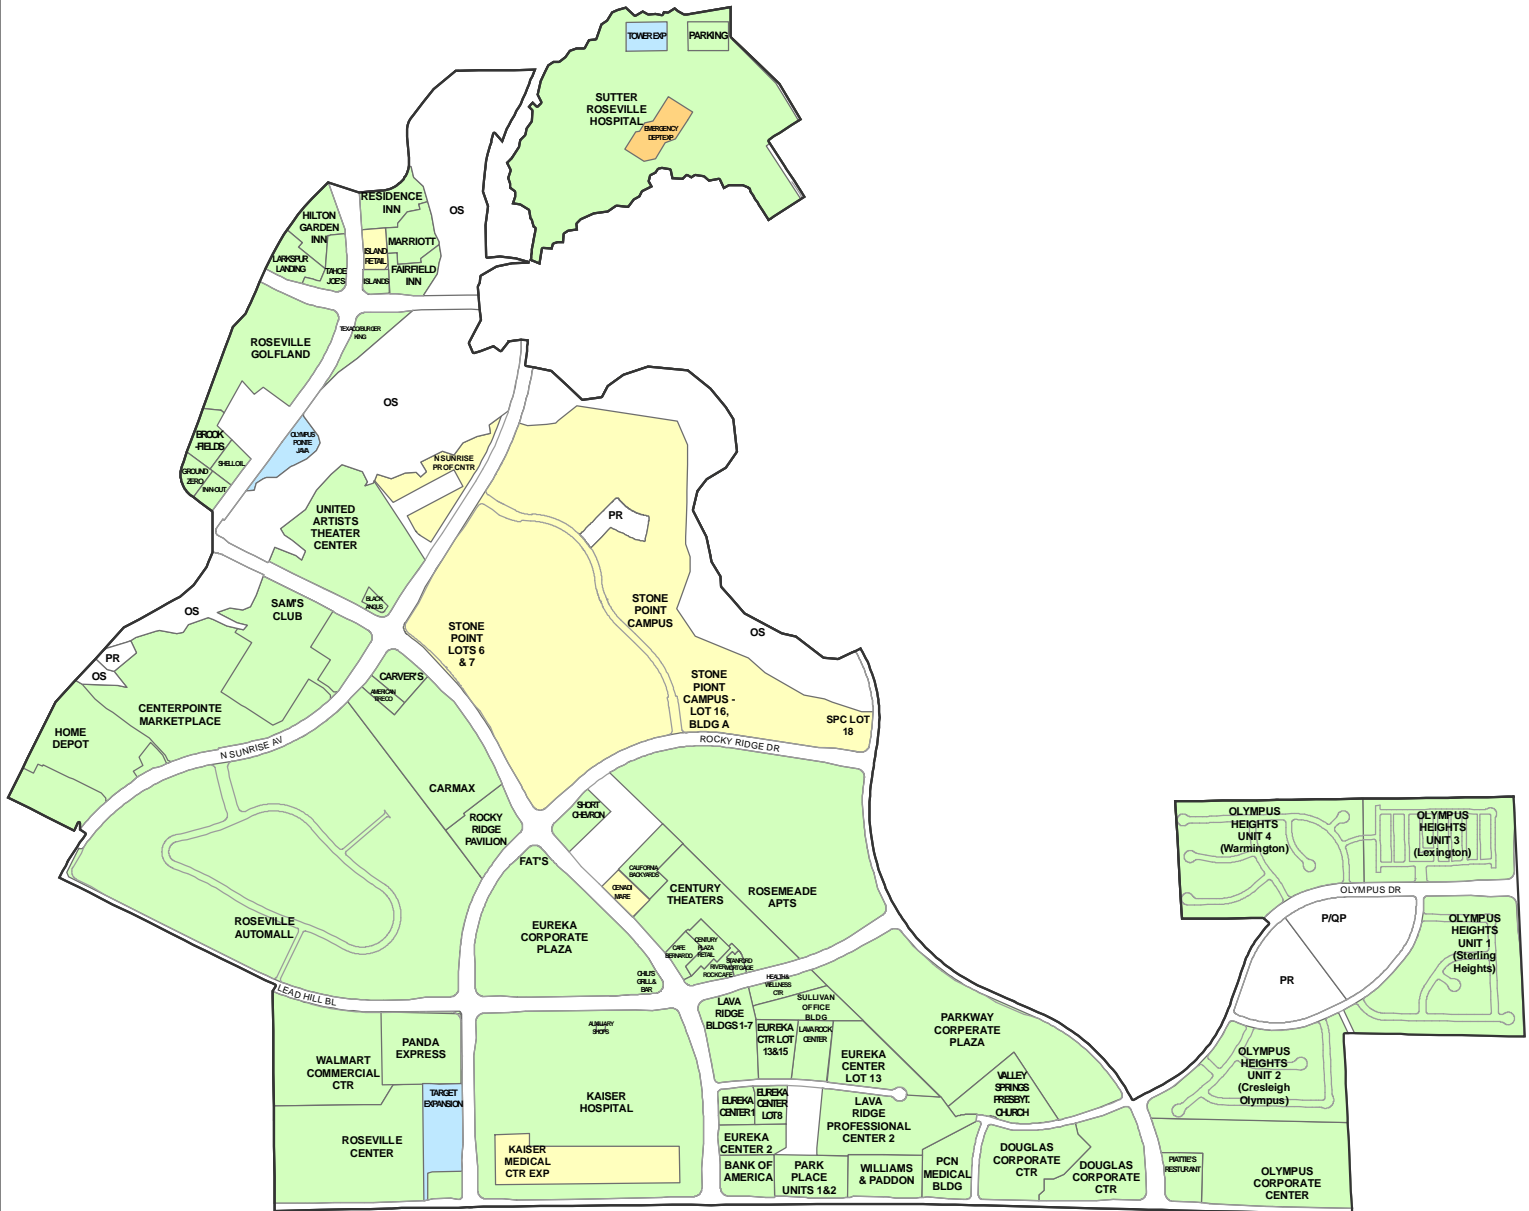 TOWER EXP
PARKING
SUTTER
ROSEVILLE
HOSPITAL
EMERGENCY
DEPT EXP
RESIDENCE
INN
OS
HILTON
GARDEN
INN
MARRIOTT
ISLAND
RETAIL
LARKSPUR
LANDING
TAHOE
JOE'S
ISLANDS
FAIRFIELD
INN
TEXACO/BURGER
KING
ROSEVILLE
GOLFLAND
OS
BROOK
-FIELDS
OLYMPUS
POINTE
JAVA
SHELL OIL
GROUND
ZERO
IN-N-OUT
N SUNRISE
PROF CNTR
UNITED
ARTISTS
THEATER
CENTER
PR
BLACK
ANGUS
SAM'S
CLUB
OS
STONE
POINT
CAMPUS
STONE
POINT
LOTS 6
& 7
OS
PR
OS
CARVER'S
AMERICAN
TIRE CO
STONE
PIONT
CAMPUS -
LOT 16,
BLDG A
SPC LOT
18
CENTERPOINTE
MARKETPLACE
HOME
DEPOT
N SUNRISE AV
ROCKY RIDGE DR
CARMAX
ROCKY
RIDGE
PAVILION
SHORT
CHEVRON
FAT'S
CALIFORNIA
BACKYARDS
CENADI
MARE
CENTURY
THEATERS
ROSEMEADE
APTS
OLYMPUS
HEIGHTS
UNIT 4
(Warmington)
OLYMPUS
HEIGHTS
UNIT 3
(Lexington)
OLYMPUS DR
P/QP
OLYMPUS
HEIGHTS
UNIT 1
(Sterling
Heights)
PR
ROSEVILLE
AUTOMALL
EUREKA
CORPORATE
PLAZA
CAFE
BERNARDO
CENTURY
PLAZA
RETAIL
STANFORD
MORTGAGE
RIVER
ROCK CAFE
CHILI'S
GRILL &
BAR
HEALTH &
WELLNESS
CTR
LEAD HILL BL
LAVA
RIDGE
BLDGS 1-7
SULLIVAN
OFFICE
BLDG
AUXILIARY
SHOPS
EUREKA
CTR LOT
13&15
LAVA ROCK
CENTER
PARKWAY
CORPERATE
PLAZA
PANDA
EXPRESS
WALMART
COMMERCIAL
CTR
EUREKA
CENTER
LOT 13
OLYMPUS
HEIGHTS
UNIT 2
(Cresleigh
Olympus)
VALLEY
SPRINGS
PRESBYT.
CHURCH
TARGET
EXPANSION
KAISER
HOSPITAL
EUREKA
CENTER 1
EUREKA
CENTER
LOT 8
LAVA
RIDGE
PROFESSIONAL
CENTER 2
ROSEVILLE
CENTER
EUREKA
CENTER 2
KAISER
MEDICAL
CTR EXP
BANK OF
AMERICA
PARK
PLACE
UNITS 1&2
WILLIAMS
& PADDON
PCN
MEDICAL
BLDG
DOUGLAS
CORPORATE
CTR
DOUGLAS
CORPORATE
CTR
PIATTIE'S
RESTURANT
OLYMPUS
CORPORATE
CENTER